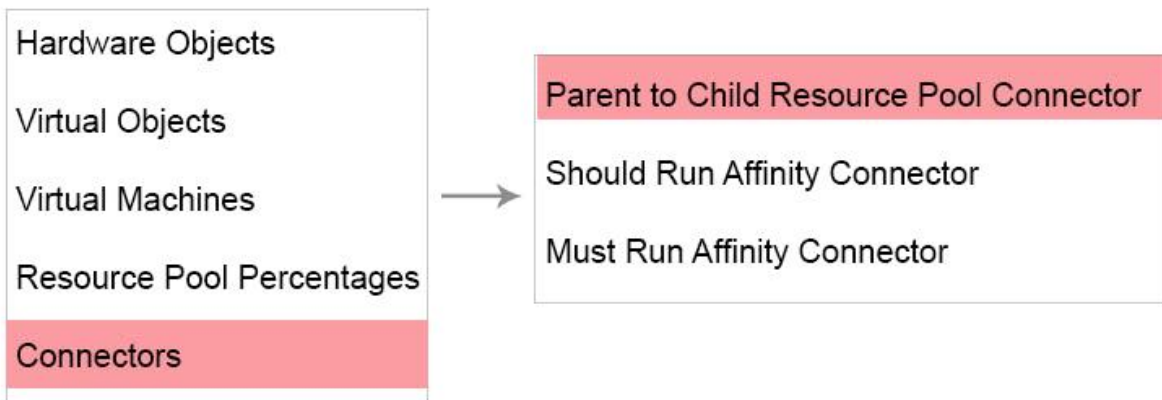 Hardware Objects
Virtual Objects
Virtual Machines
Resource Pool Percentages
Connectors
Parent to Child Resource Pool Connector
Should Run Affinity Connector
Must Run Affinity Connector